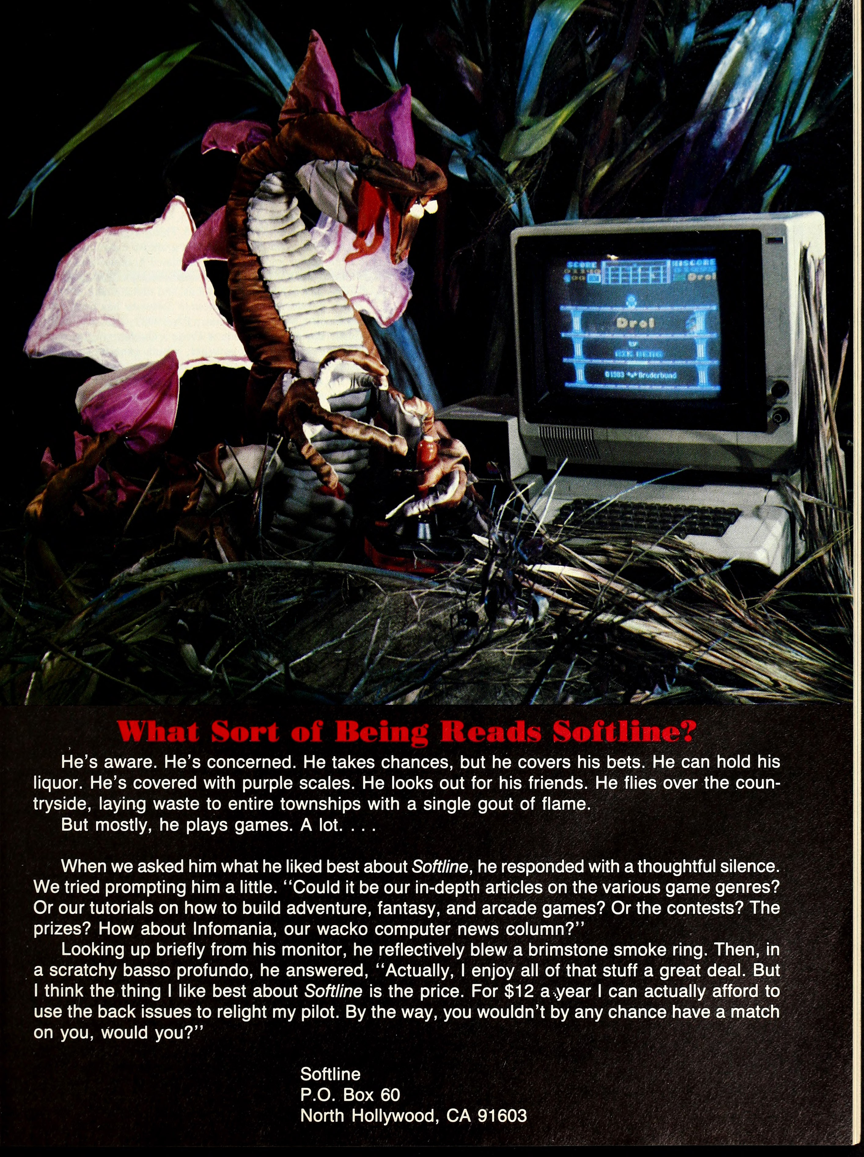 SCORE
HISCORE
Drol
Drol
AIK BENG
©1983 Broderbund
What Sort of Being Reads Softline?
He's aware. He's concerned. He takes chances, but he covers his bets. He can hold his
liquor. He's covered with purple scales. He looks out for his friends. He flies over the coun-
tryside, laying waste to entire townships with a single gout of flame.
But mostly, he plays games. A lot. . . .
When we asked him what he liked best about Softline, he responded with a thoughtful silence.
We tried prompting him a little. ‘‘Could it be our in-depth articles on the various game genres?
Or our tutorials on how to build adventure, fantasy, and arcade games? Or the contests? The
prizes? How about Infomania, our wacko computer news column?’’
Looking up briefly from his monitor, he reflectively blew a brimstone smoke ring. Then, in
a scratchy basso profundo, he answered, ‘‘Actually, I enjoy all of that stuff a great deal. But
I think the thing I like best about Softline is the price. For $12 a year I can actually afford to
use the back issues to relight my pilot. By the way, you wouldn't by any chance have a match
on you, would you?’’
Softline
P.O. Box 60
North Hollywood, CA 91603